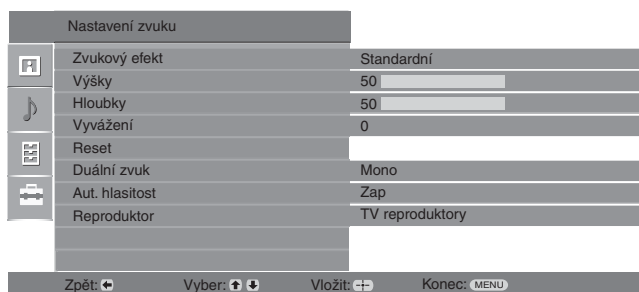 Nastavení zvuku
Zvukový efekt Standardní
Výšky 50
Hloubky 50
Vyvážení 0
Reset
Duální zvuk Mono
Aut. hlasitost Zap
Reproduktor TV reproduktory
Zpět: Vyber: Vložit: Konec: MENU